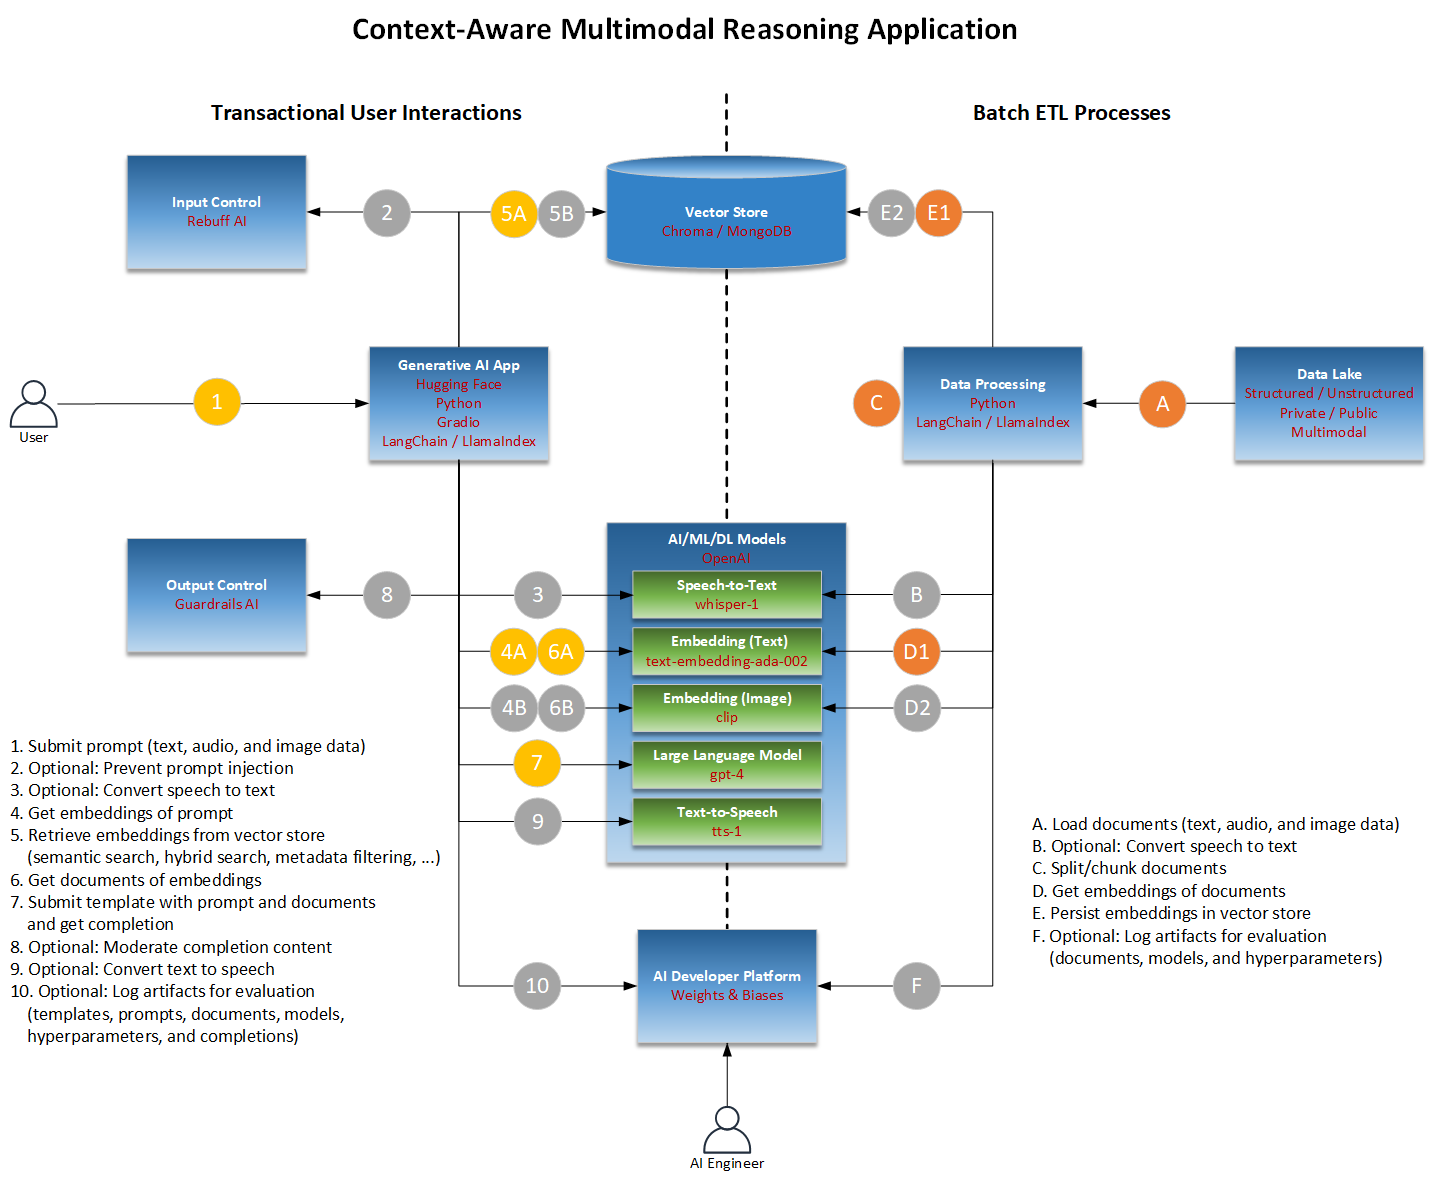 Context-Aware Multimodal Reasoning Application
Transactional User Interactions
Batch ETL Processes
Input Control
Rebuff AI
2
5A
5B
Vector Store
Chroma / MongoDB
E2
E1
User
1
Generative AI App
Hugging Face
Python
Gradio
LangChain / LlamaIndex
C
Data Processing
Python
LangChain / LlamaIndex
A
Data Lake
Structured / Unstructured
Private / Public
Multimodal
Output Control
Guardrails AI
8
3
AI/ML/DL Models
OpenAI
Speech-to-Text
whisper-1
B
4A
6A
Embedding (Text)
text-embedding-ada-002
D1
4B
6B
Embedding (Image)
clip
D2
7
Large Language Model
gpt-4
9
Text-to-Speech
tts-1
10
AI Developer Platform
Weights & Biases
F
AI Engineer
1. Submit prompt (text, audio, and image data)
2. Optional: Prevent prompt injection
3. Optional: Convert speech to text
4. Get embeddings of prompt
5. Retrieve embeddings from vector store
(semantic search, hybrid search, metadata filtering, ...)
6. Get documents of embeddings
7. Submit template with prompt and documents
and get completion
8. Optional: Moderate completion content
9. Optional: Convert text to speech
10. Optional: Log artifacts for evaluation
(templates, prompts, documents, models,
hyperparameters, and completions)
A. Load documents (text, audio, and image data)
B. Optional: Convert speech to text
C. Split/chunk documents
D. Get embeddings of documents
E. Persist embeddings in vector store
F. Optional: Log artifacts for evaluation
(documents, models, and hyperparameters)